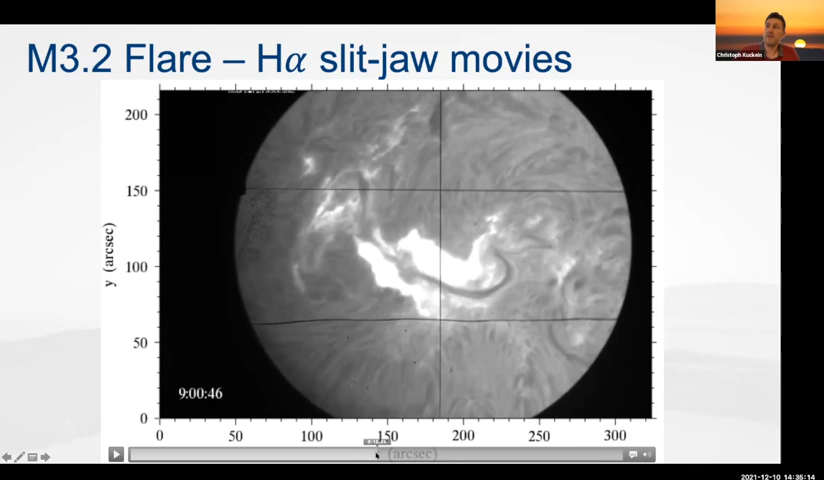 M3.2 Flare – Hα slit-jaw movies
Christoph Kuckein
200
150
100
50
0
y (arcsec)
9:00:46
0 50 100 150 200 250 300
(arcsec)
2021-12-10 14:35:14